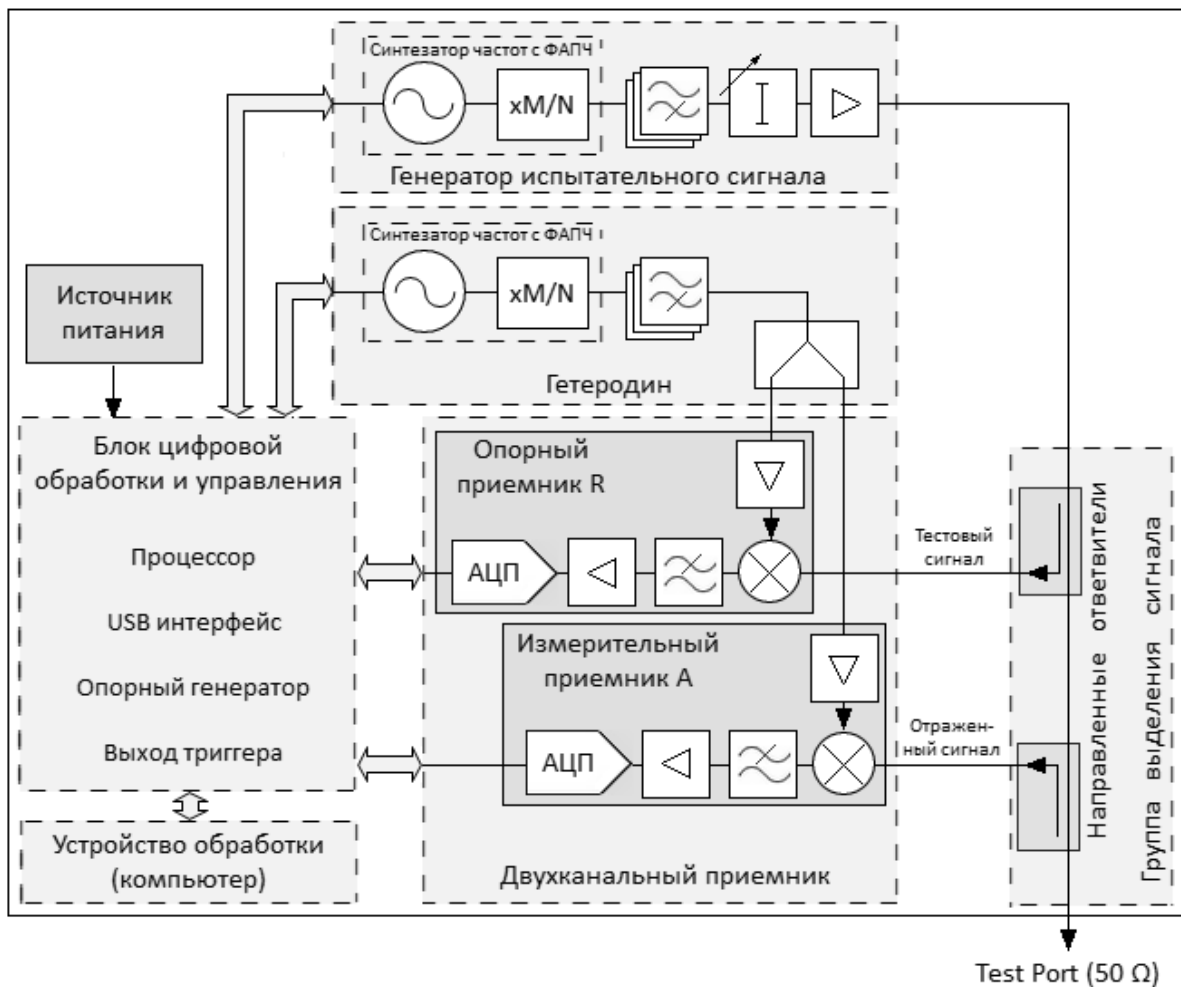 Синтезатор частот с ФАПЧ
xM/N
Генератор испытательного сигнала
Синтезатор частот с ФАПЧ
xM/N
Гетеродин
Источник
питания
Блок цифровой
обработки и управления
Процессор
USB интерфейс
Опорный генератор
Выход триггера
Устройство обработки
(компьютер)
Опорный
приемник R
АЦП
Измерительный
приемник A
АЦП
Двухканальный приемник
Тестовый
сигнал
Отражен-
ный сигнал
Направленные ответвители
Группа выделения сигнала
Test Port (50 Ω)